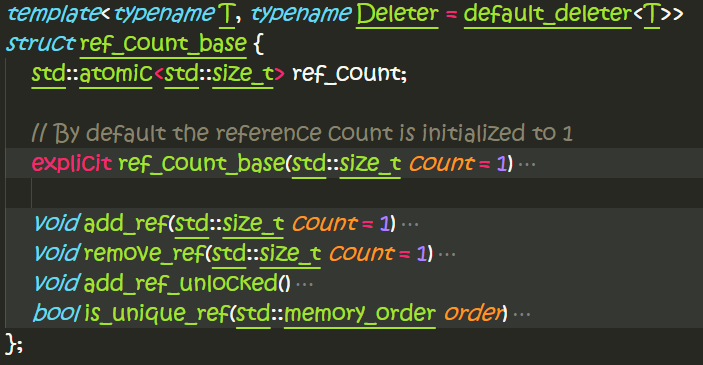 template<typename T, typename Deleter = default_deleter<T>>
struct ref_count_base {
std::atomic<std::size_t> ref_count;
// By default the reference count is initialized to 1
explicit ref_count_base(std::size_t count = 1) ···
void add_ref(std::size_t count = 1) ···
void remove_ref(std::size_t count = 1) ···
void add_ref_unlocked() ···
bool is_unique_ref(std::memory_order order) ···
};